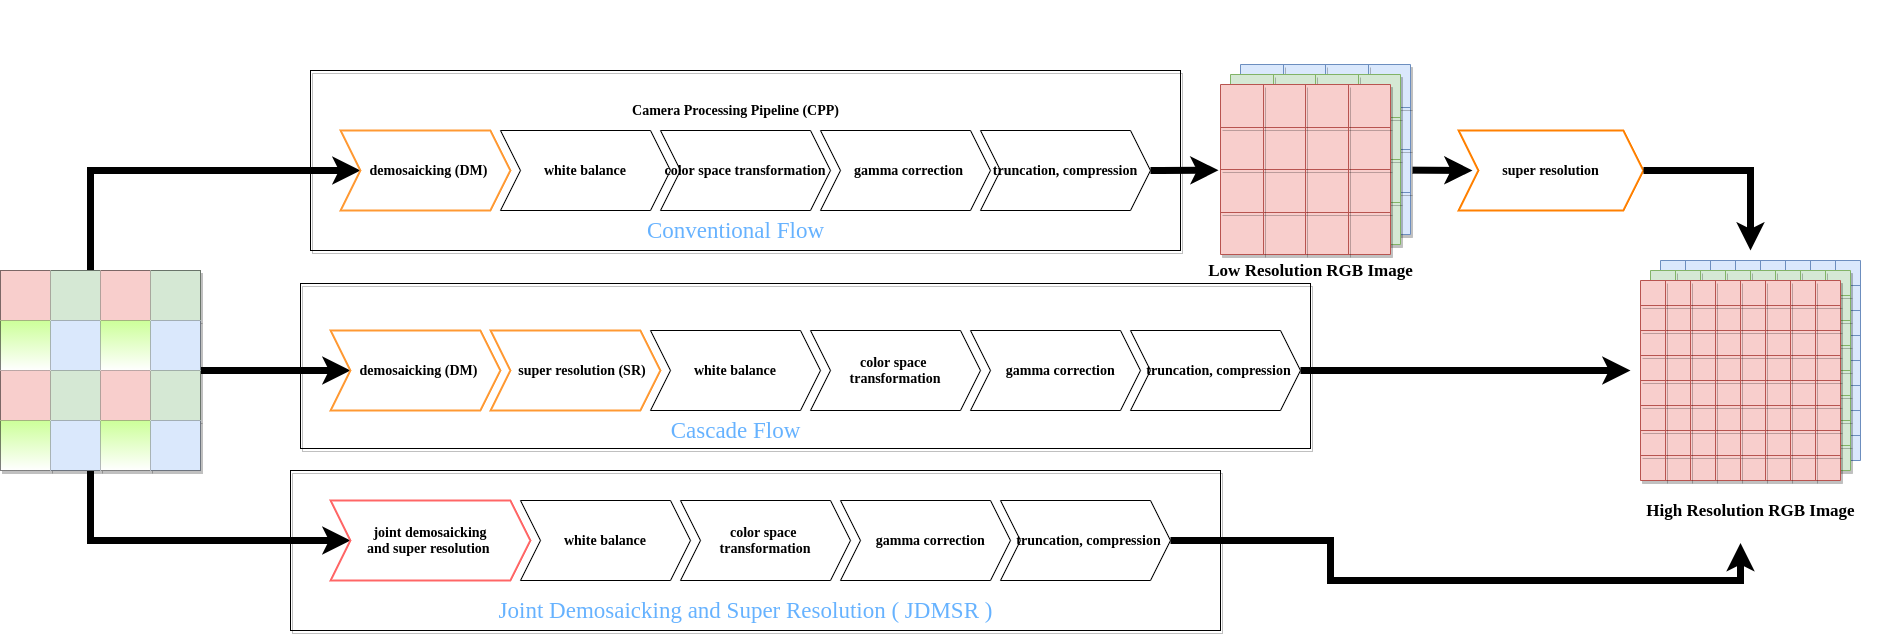 Camera Processing Pipeline (CPP)
demosaicking (DM)
white balance
color space transformation
gamma correction
truncation, compression
Conventional Flow
Low Resolution RGB Image
super resolution
demosaicking (DM)
super resolution (SR)
white balance
color space
transformation
gamma correction
truncation, compression
Cascade Flow
High Resolution RGB Image
joint demosaicking
and super resolution
white balance
color space
transformation
gamma correction
truncation, compression
Joint Demosaicking and Super Resolution ( JDMSR )